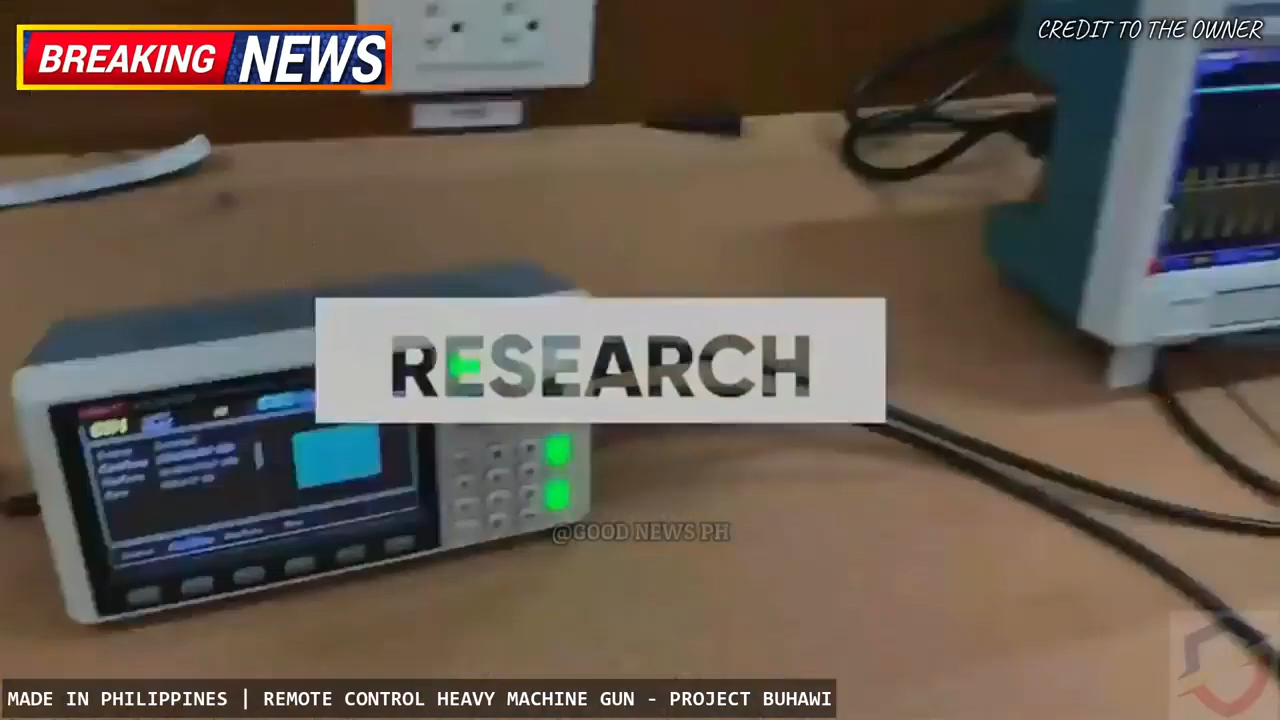 BREAKING NEWS
CREDIT TO THE OWNER
RESEARCH
@GOOD NEWS PH
MADE IN PHILIPPINES | REMOTE CONTROL HEAVY MACHINE GUN - PROJECT BUHAWI